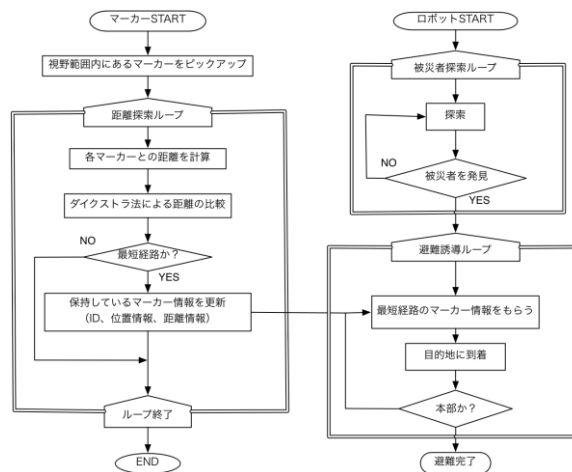 マーカーSTART
視野範囲内にあるマーカーをピックアップ
距離探索ループ
各マーカーとの距離を計算
ダイクストラ法による距離の比較
NO
最短経路か？
YES
保持しているマーカー情報を更新
（ID、位置情報、距離情報）
ループ終了
END
ロボットSTART
被災者探索ループ
探索
NO
被災者を発見
YES
避難誘導ループ
最短経路のマーカー情報をもらう
目的地に到着
本部か？
避難完了